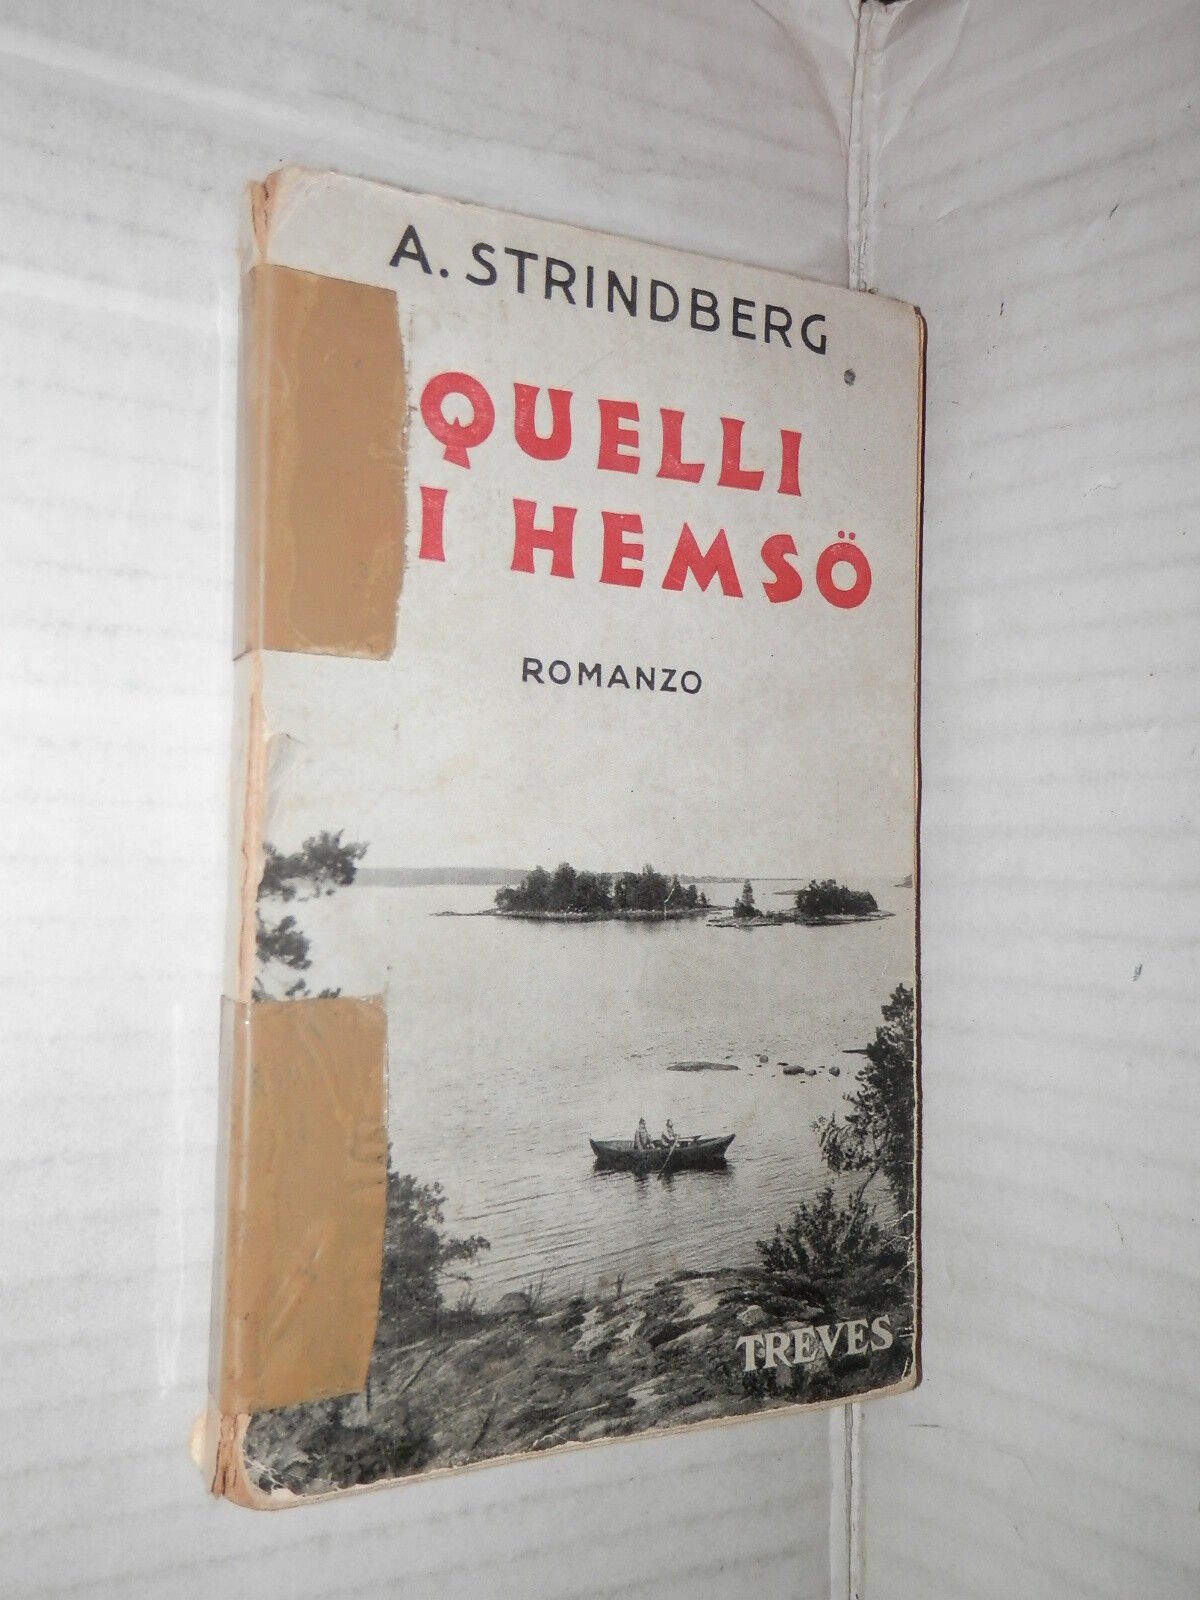 A. STRINDBERG
QUELLI
I HEMSÖ
ROMANZO
TREVES